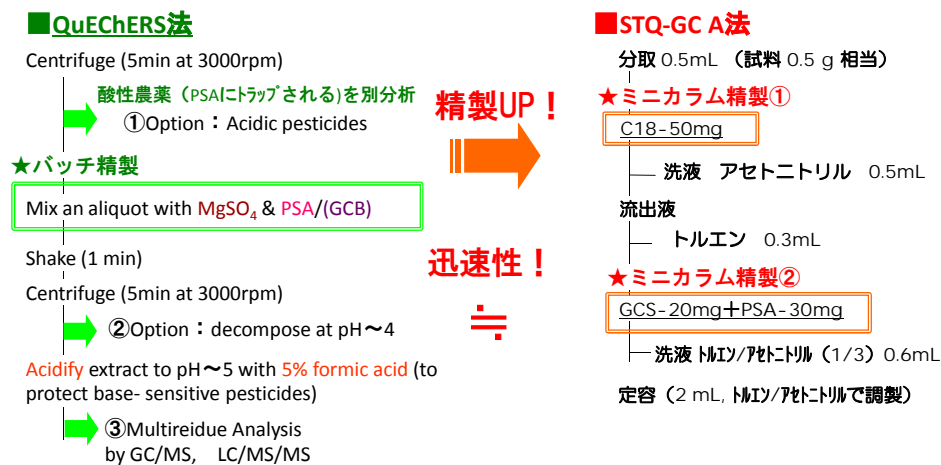 ■QuEChERS法
Centrifuge (5min at 3000rpm)
酸性農薬（PSAにﾄﾗｯﾌﾟされる)を別分析
①Option：Acidic pesticides
★バッチ精製
Mix an aliquot with MgSO4 & PSA/(GCB)
Shake (1 min)
Centrifuge (5min at 3000rpm)
②Option：decompose at pH～4
Acidify extract to pH～5 with 5% formic acid (to
protect base- sensitive pesticides)
③Multireidue Analysis
by GC/MS, LC/MS/MS
精製UP！
迅速性！
≒
■STQ-GC A法
分取 0.5mL （試料 0.5 g 相当）
★ミニカラム精製①
C18-50mg
洗液 アセトニトリル 0.5mL
流出液
トルエン 0.3mL
★ミニカラム精製②
GCS-20mg＋PSA-30mg
洗液 ﾄﾙｴﾝ/ｱｾﾄﾆﾄﾘﾙ（1/3）0.6mL
定容（2 mL, ﾄﾙｴﾝ/ｱｾﾄﾆﾄﾘﾙで調製）